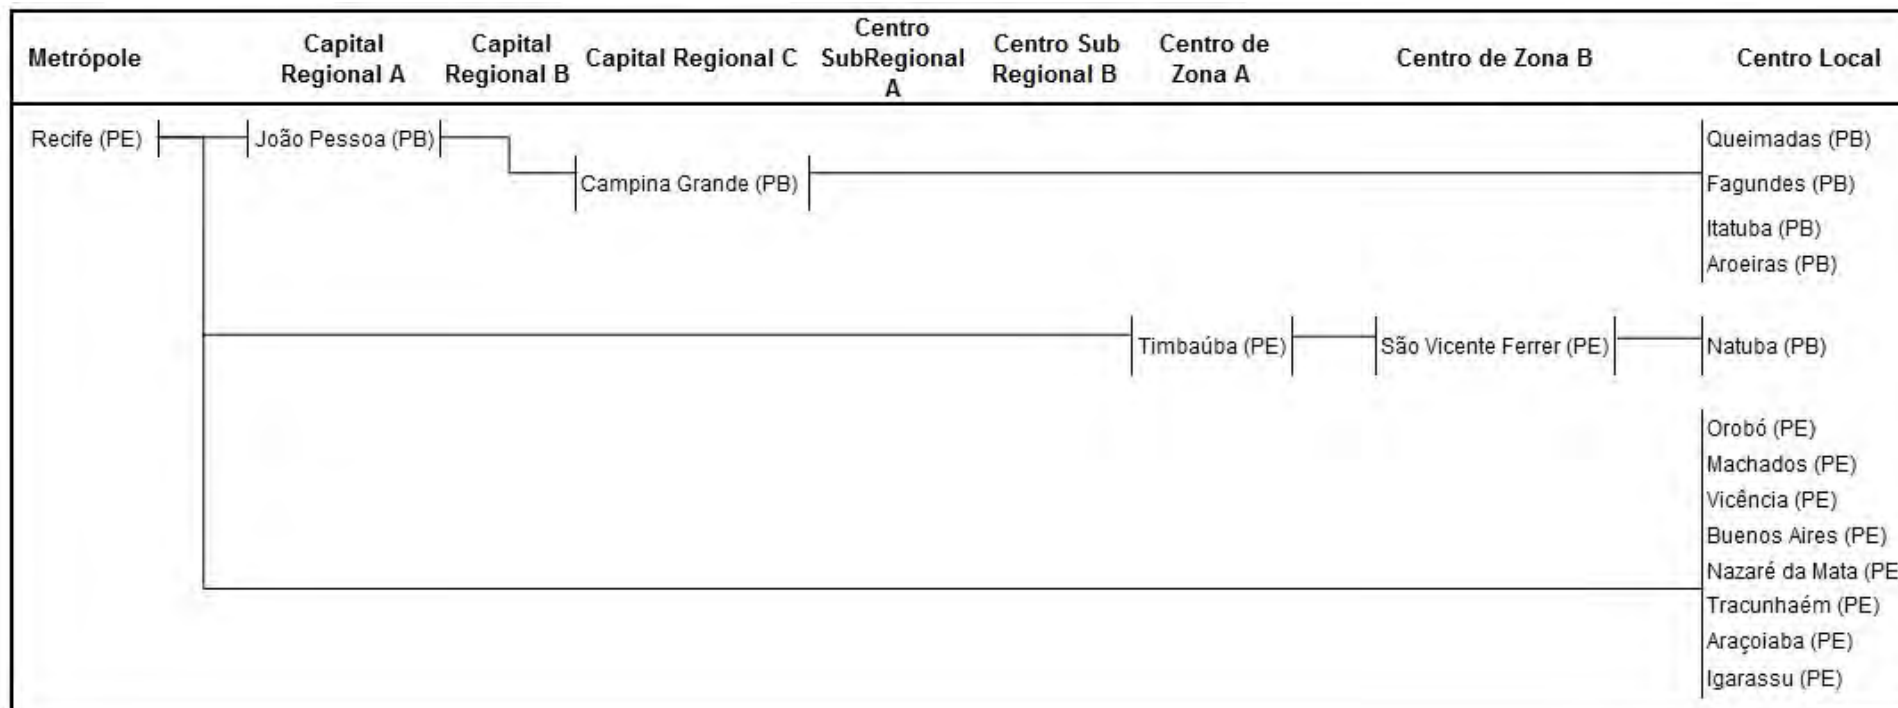 Metrópole
Capital
Regional A
Capital
Regional B
Capital Regional C
Centro
SubRegional
A
Centro Sub
Regional B
Centro de
Zona A
Centro de Zona B
Centro Local
Recife (PE)
João Pessoa (PB)
Campina Grande (PB)
Queimadas (PB)
Fagundes (PB)
Itatuba (PB)
Aroeiras (PB)
Timbaúba (PE)
São Vicente Ferrer (PE)
Natuba (PB)
Orobó (PE)
Machados (PE)
Vicência (PE)
Buenos Aires (PE)
Nazaré da Mata (PE
Tracunhaém (PE)
Araçoiaba (PE)
Igarassu (PE)